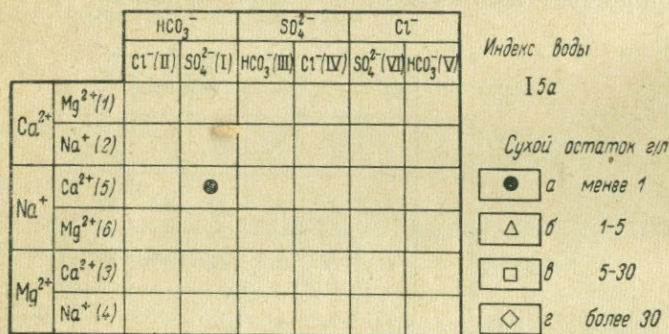 HCO₃⁻ SO₄²⁻ Cl⁻
Cl⁻(II) SO₄²⁻(I) HCO₃⁻(III) Cl⁻(IV) SO₄²⁻(VI) HCO₃⁻(V)
Ca²⁺
Mg²⁺(1)
Na⁺(2)
Na⁺
Ca²⁺(5)
Mg²⁺(6)
Mg²⁺
Ca²⁺(3)
Na⁺(4)
Индекс воды
I 5а
Сухой остаток г/л
а менее 1
б 1-5
в 5-30
г более 30